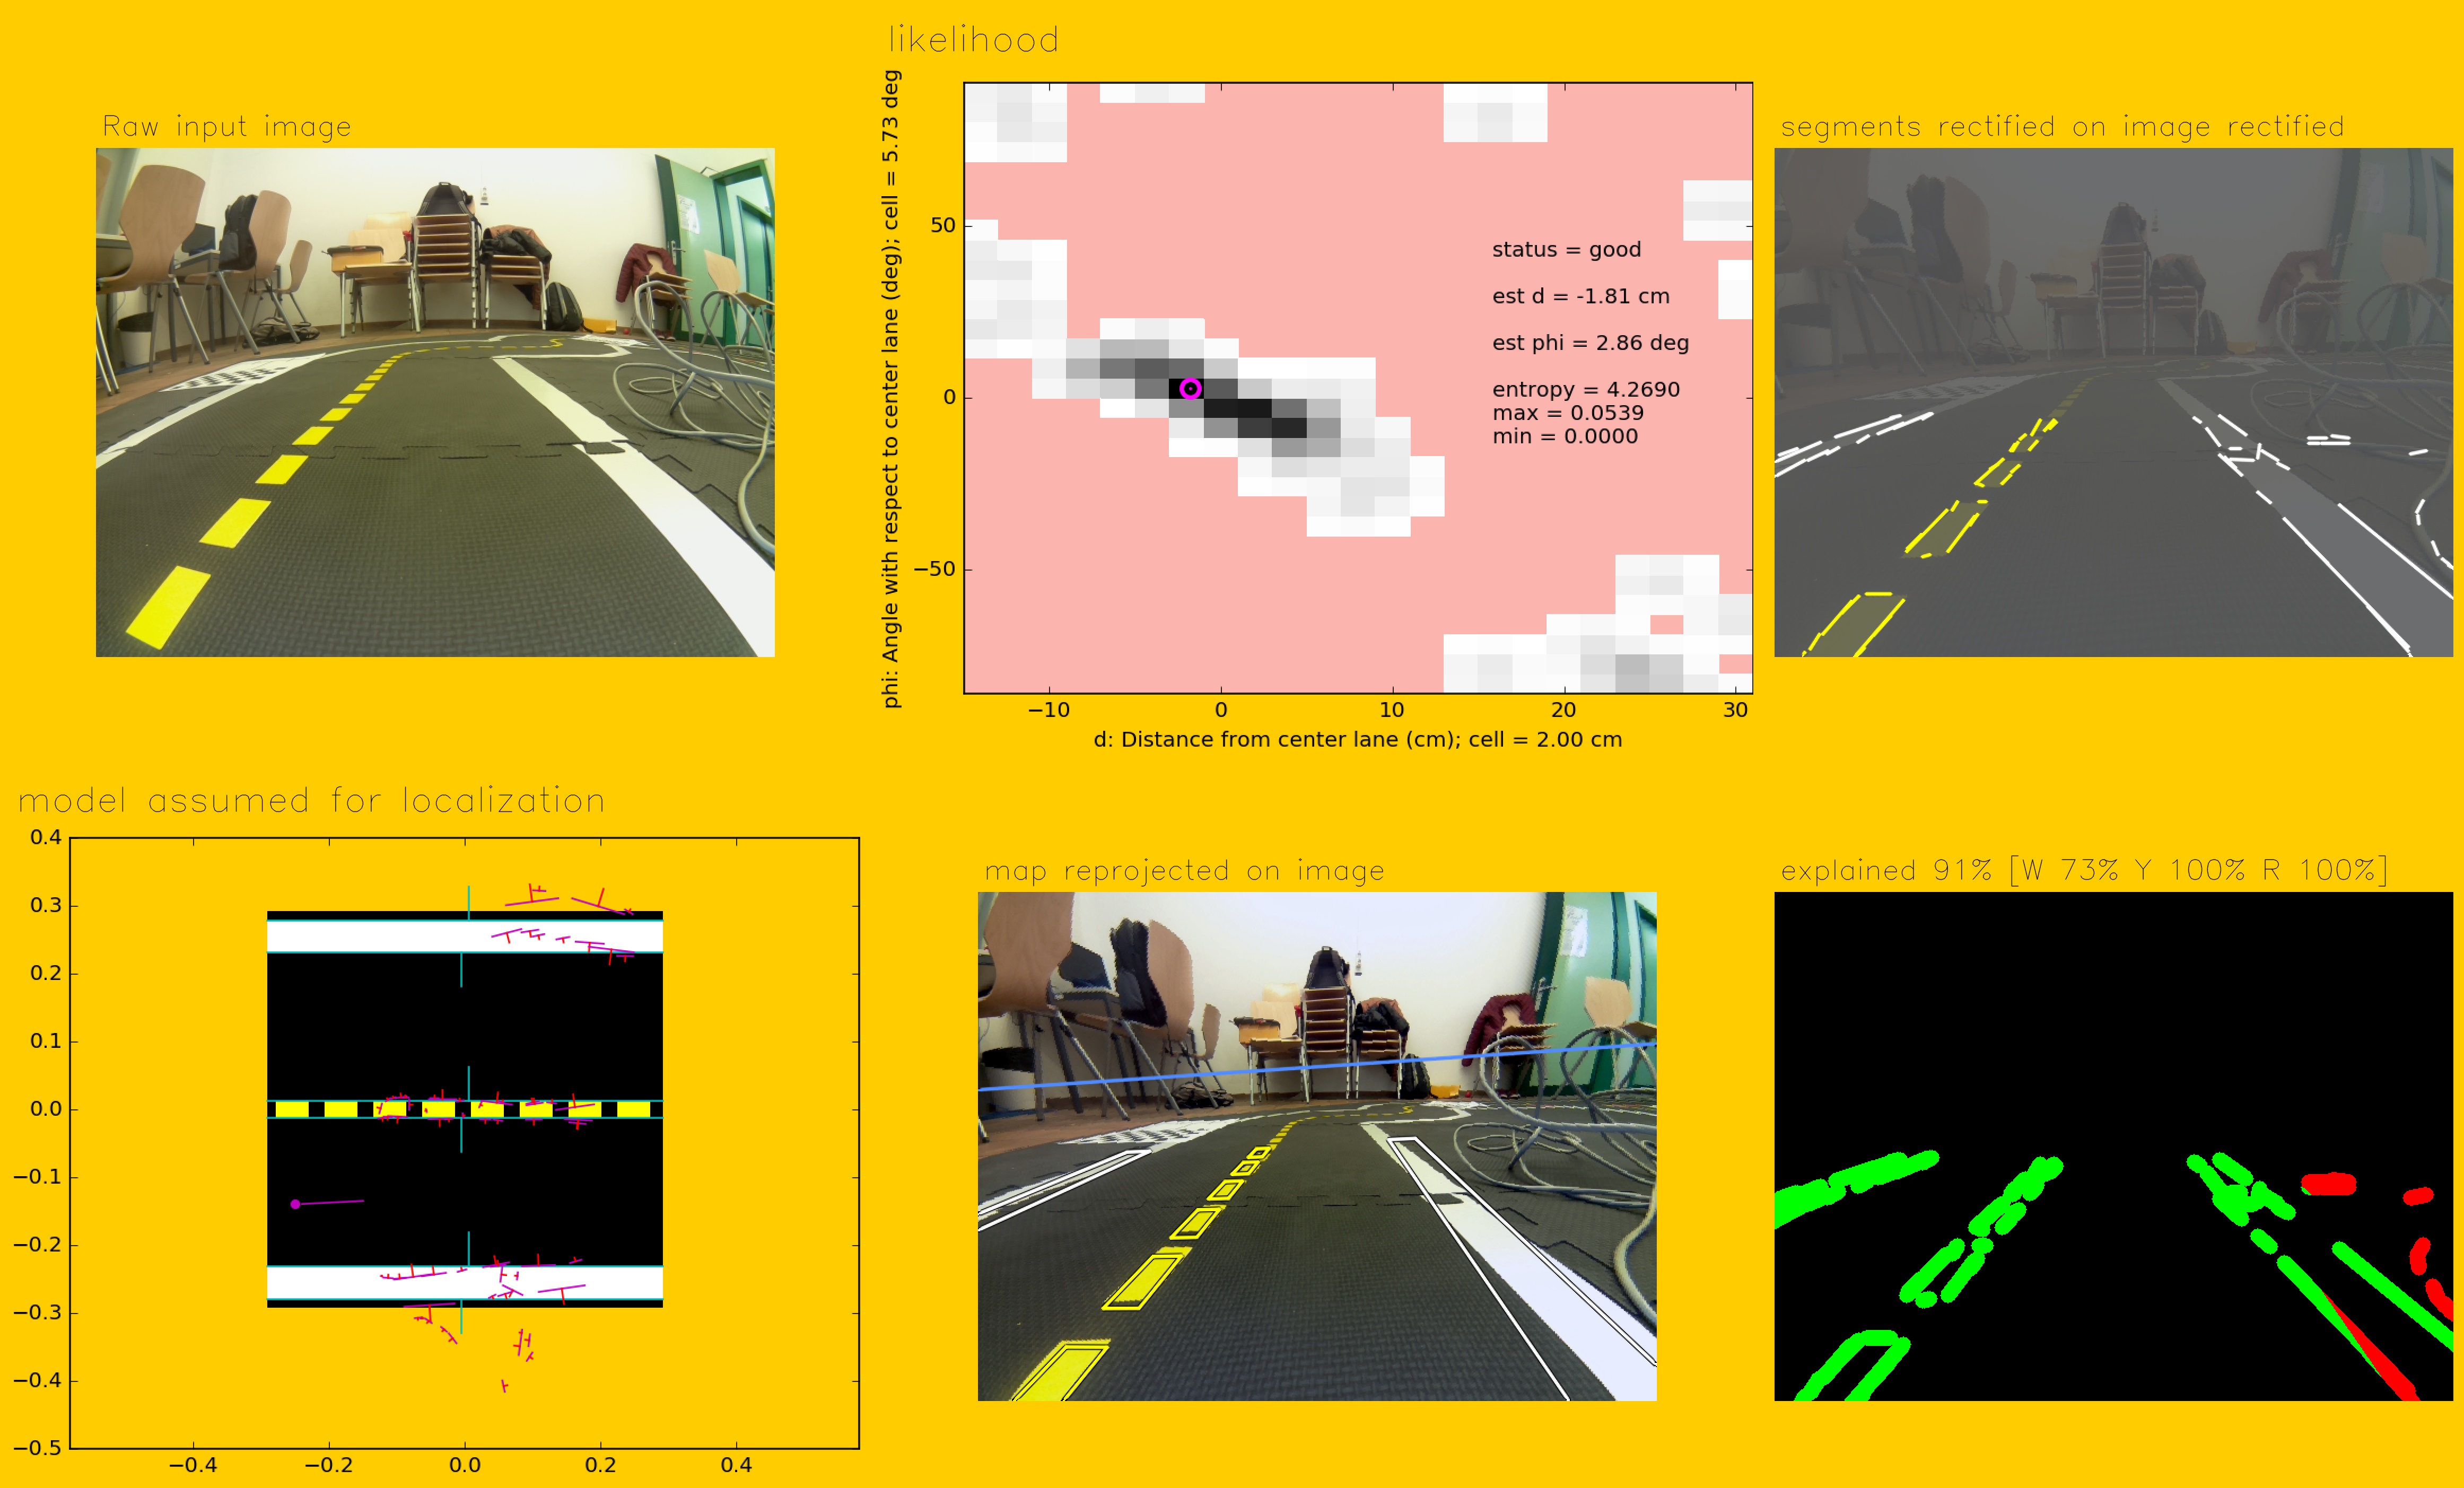 likelihood
Raw input image
segments rectified on image rectified
phi: Angle with respect to center lane (deg); cell = 5.73 deg
50
0
−50
status = good
est d = -1.81 cm
est phi = 2.86 deg
entropy = 4.2690
max = 0.0539
min = 0.0000
−10
0
10
20
30
d: Distance from center lane (cm); cell = 2.00 cm
model assumed for localization
0.4
0.3
0.2
0.1
0.0
−0.1
−0.2
−0.3
−0.4
−0.5
−0.4
−0.2
0.0
0.2
0.4
map reprojected on image
explained 91% [W 73% Y 100% R 100%]